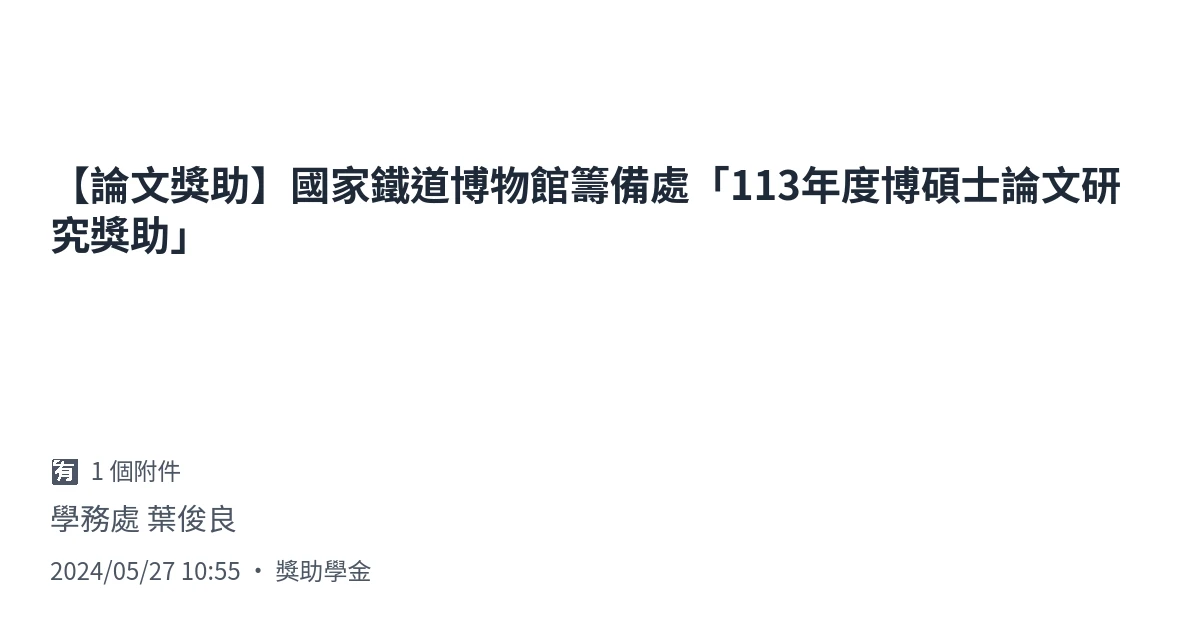 【論文獎助】國家鐵道博物館籌備處「113年度博碩士論文研
究獎助」
有 1 個附件
學務處 葉俊良
2024/05/27 10:55 • 獎助學金